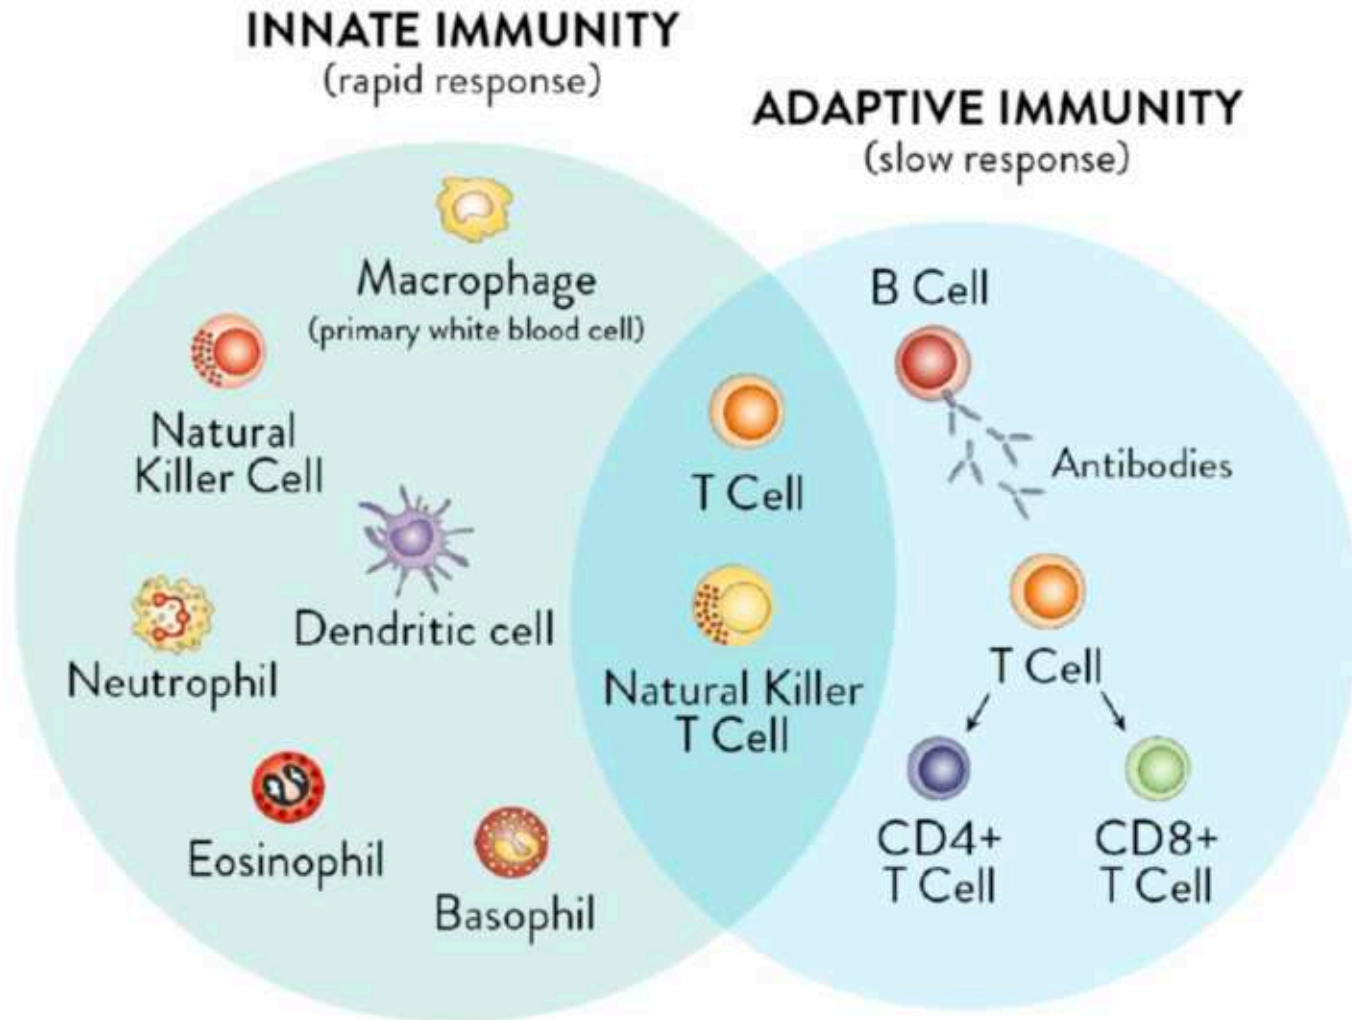 INNATE IMMUNITY
(rapid response)
ADAPTIVE IMMUNITY
(slow response)
Macrophage
(primary white blood cell)
Natural
Killer Cell
Dendritic cell
Neutrophil
Eosinophil
Basophil
T Cell
Natural Killer
T Cell
B Cell
Antibodies
T Cell
CD4+
T Cell
CD8+
T Cell